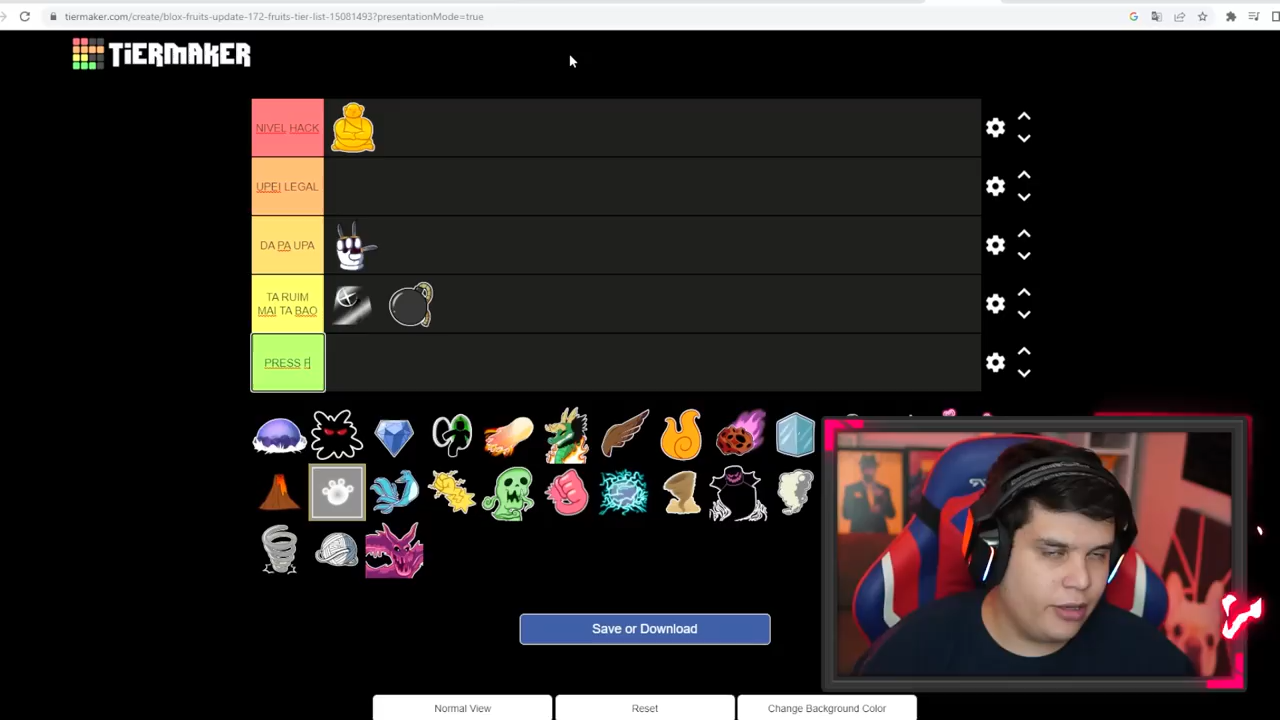 tiermaker.com/create/blox-fruits-update-172-fruits-tier-list-15081493?presentationMode=true
TIERMAKER
NIVEL HACK
UPEI LEGAL
DA PA UPA
TA RUIM
MAI TA BAO
PRESS F
Save or Download
Normal View
Reset
Change Background Color